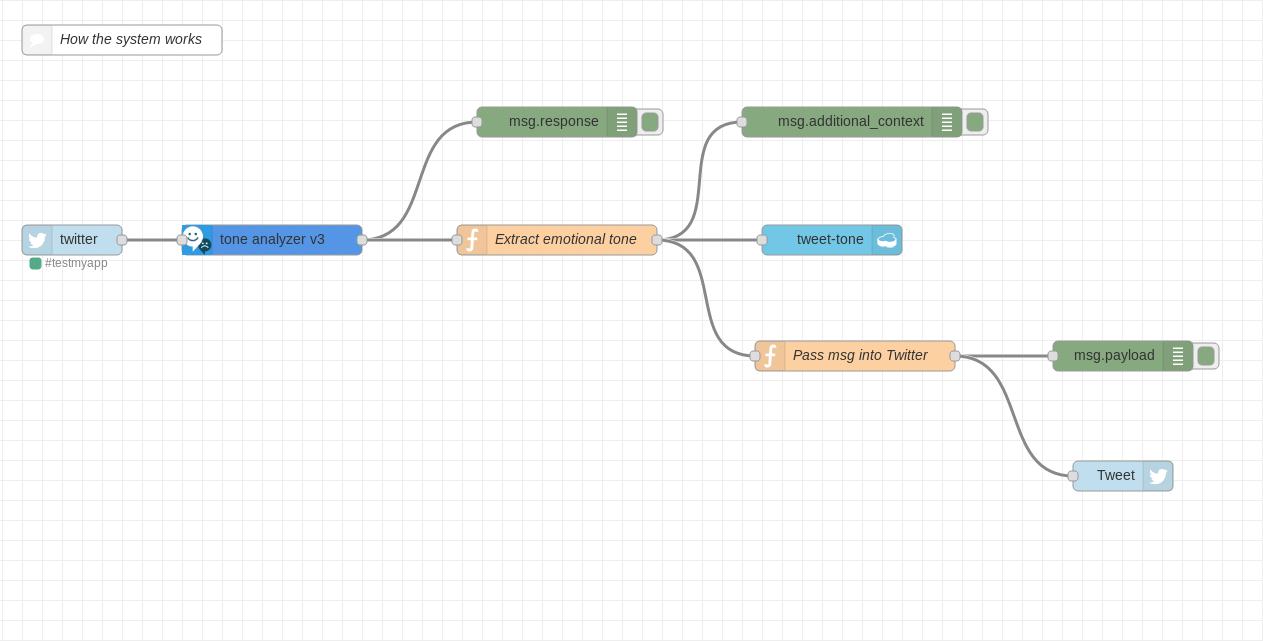 How the system works
msg.response
msg.additional_context
twitter
tone analyzer v3
Extract emotional tone
tweet-tone
#testmyapp
Pass msg into Twitter
msg.payload
Tweet